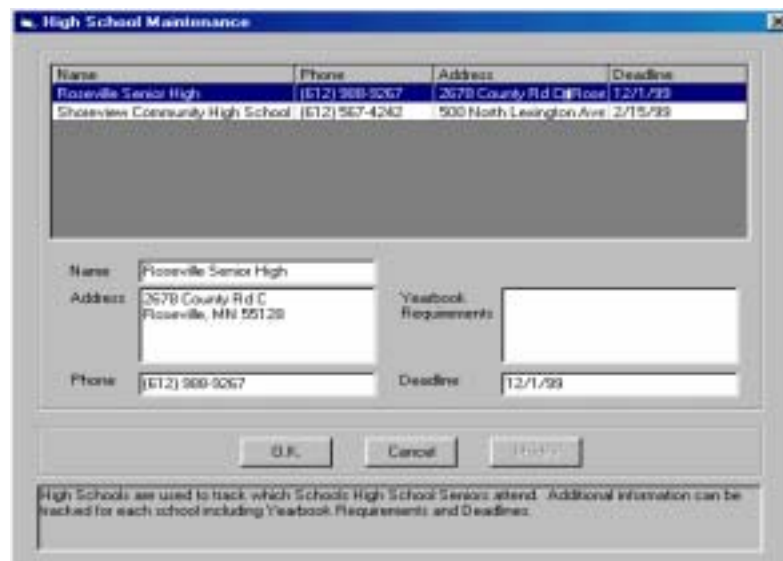 High School Maintenance
Name Phone Address Deadline
Roseville Senior High (612) 988-9267 2678 County Rd C Rose 12/1/99
Shoreview Community High School (612) 567-4242 500 North Lexington Ave 2/15/99
Name Roseville Senior High
Address 2678 County Rd C
Roseville, MN 55128
Yearbook
Requirements
Phone (612) 988-9267 Deadline 12/1/99
O.K. Cancel
High Schools are used to track which Schools High School Seniors attend. Additional information can be
tracked for each school including Yearbook Requirements and Deadlines.